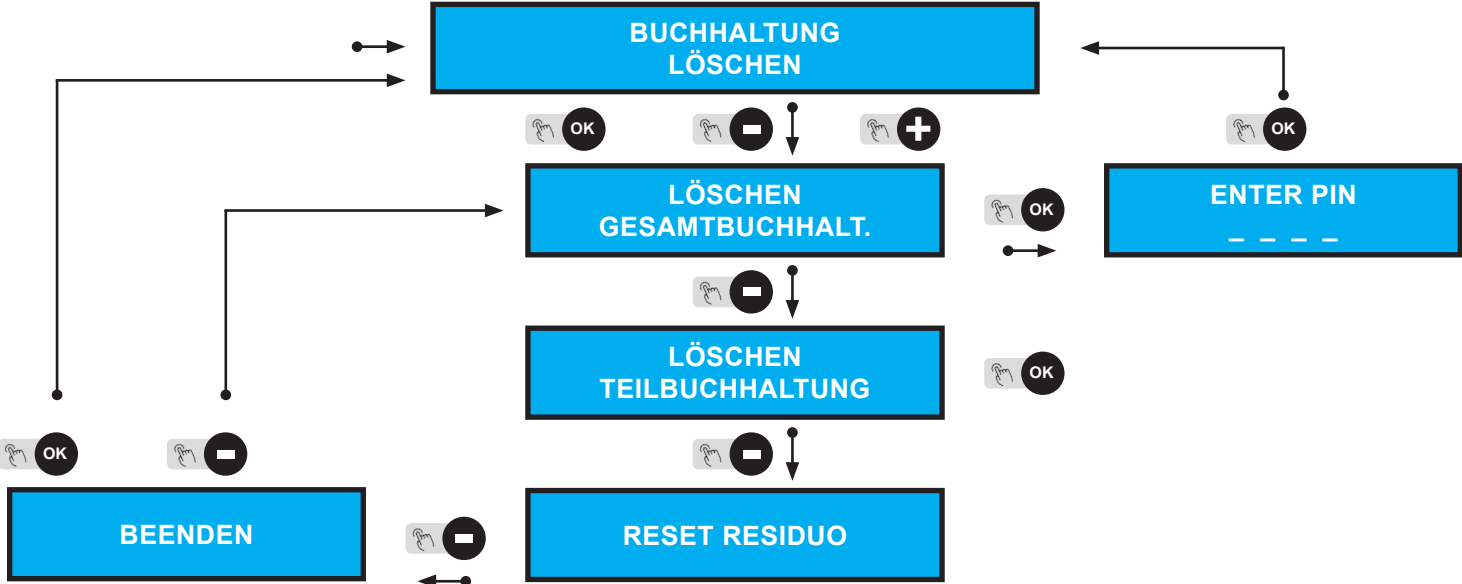 BUCHHALTUNG
LÖSCHEN
OK
OK
LÖSCHEN
GESAMTBUCHHALT.
OK
ENTER PIN
_ _ _ _
LÖSCHEN
TEILBUCHHALTUNG
OK
OK
BEENDEN
RESET RESIDUO